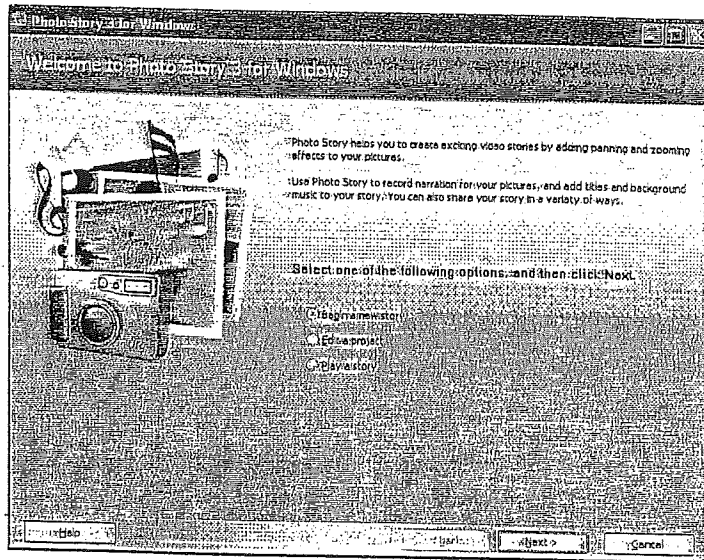 Photo Story 3 for Windows
Welcome to Photo Story 3 for Windows
Photo Story helps you to create exciting video stories by adding panning and zooming
effects to your pictures.
Use Photo Story to record narration for your pictures, and add titles and background
music to your story. You can also share your story in a variety of ways.
Select one of the following options, and then click Next.
Begin a new story
Edit a project
Play a story
Help
< Back
Next >
Cancel